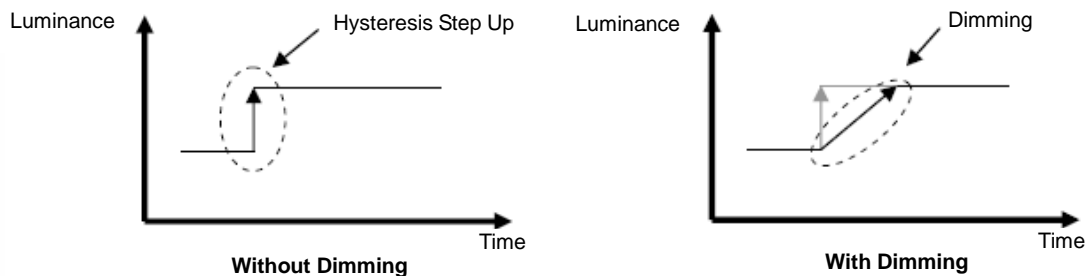 Luminance
Hysteresis Step Up
Time
Without Dimming
Luminance
Dimming
Time
With Dimming